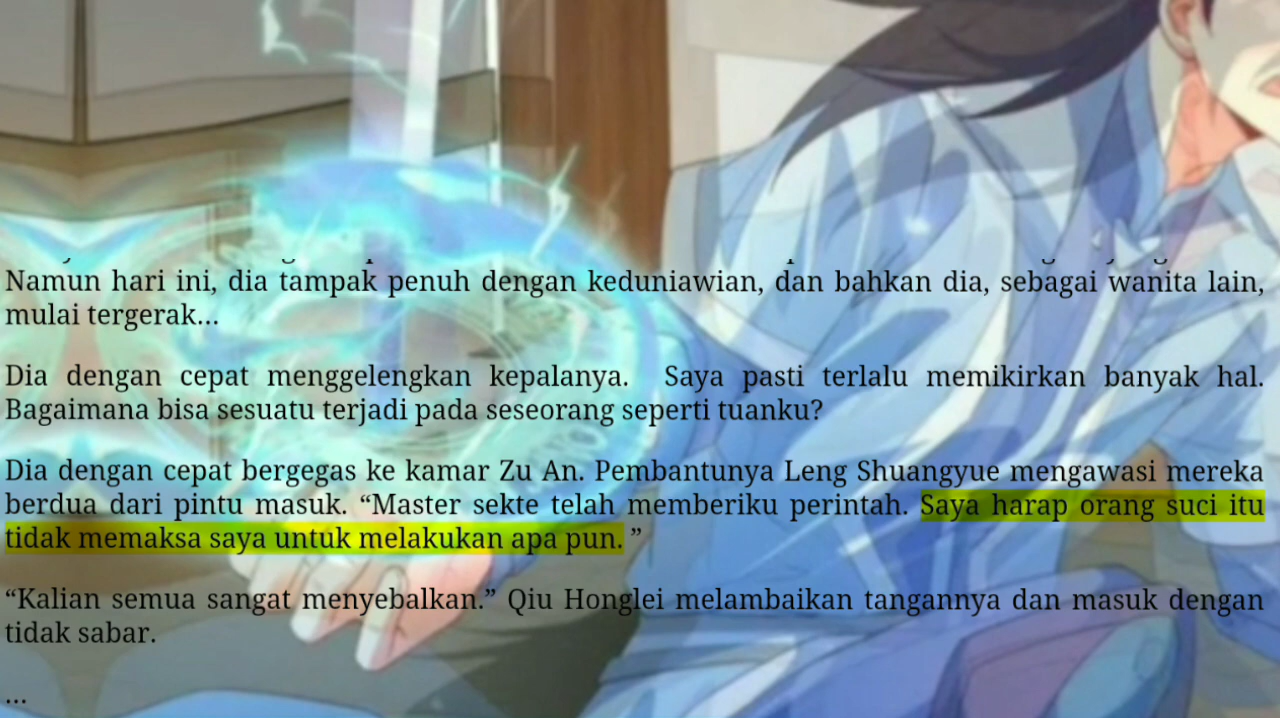 Namun hari ini, dia tampak penuh dengan keduniawian, dan bahkan dia, sebagai wanita lain,
mulai tergerak...
Dia dengan cepat menggelengkan kepalanya. Saya pasti terlalu memikirkan banyak hal.
Bagaimana bisa sesuatu terjadi pada seseorang seperti tuanku?
Dia dengan cepat bergegas ke kamar Zu An. Pembantunya Leng Shuangyue mengawasi mereka
berdua dari pintu masuk. “Master sekte telah memberiku perintah. Saya harap orang suci itu
tidak memaksa saya untuk melakukan apa pun. ”
“Kalian semua sangat menyebalkan.” Qiu Honglei melambaikan tangannya dan masuk dengan
tidak sabar.
...